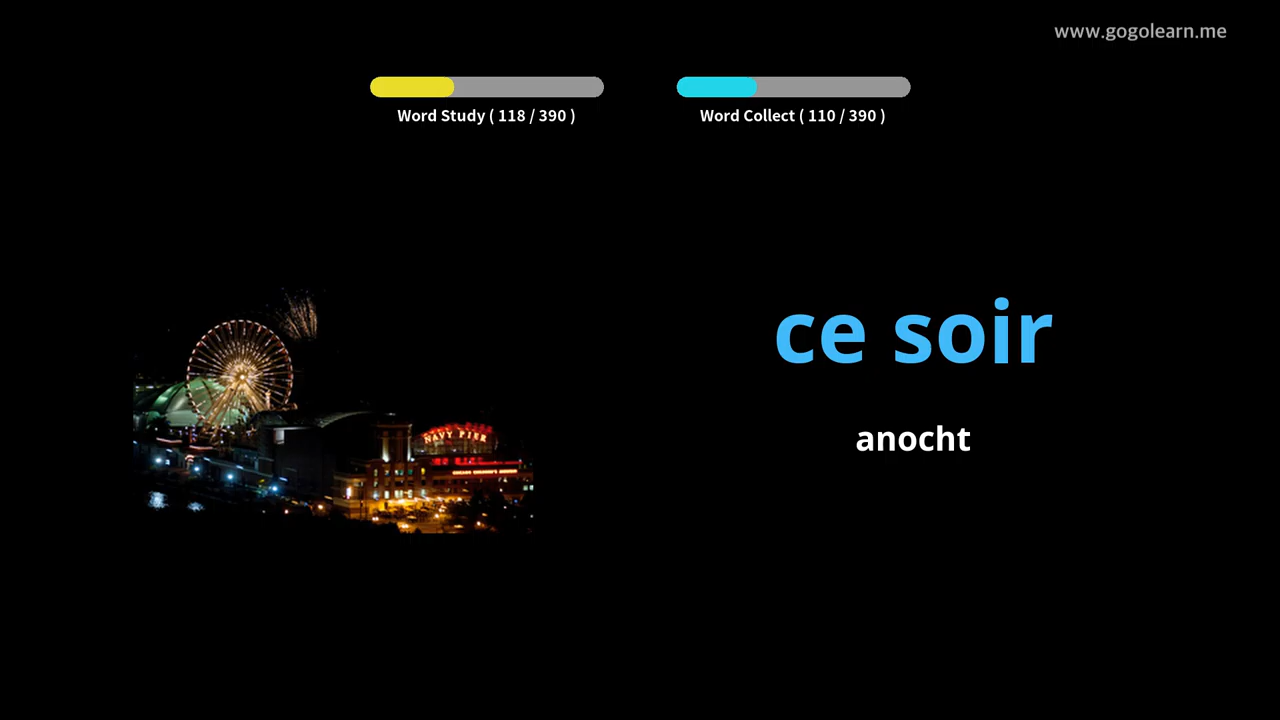 www.gogolearn.me
Word Study ( 118 / 390 )
Word Collect ( 110 / 390 )
ce soir
anocht
NAVY PIER